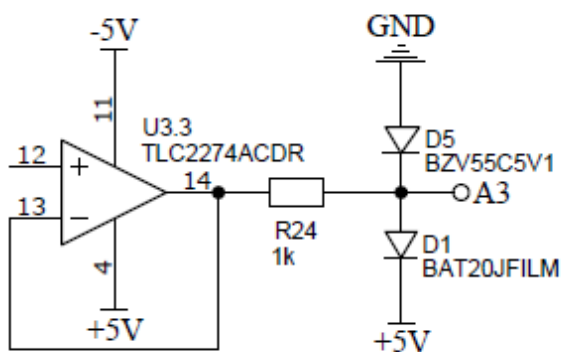 -5V
GND
11
U3.3
TLC2274ACDR
12
+
14
13
−
4
+5V
R24
1k
D5
BZV55C5V1
A3
D1
BAT20JFILM
+5V